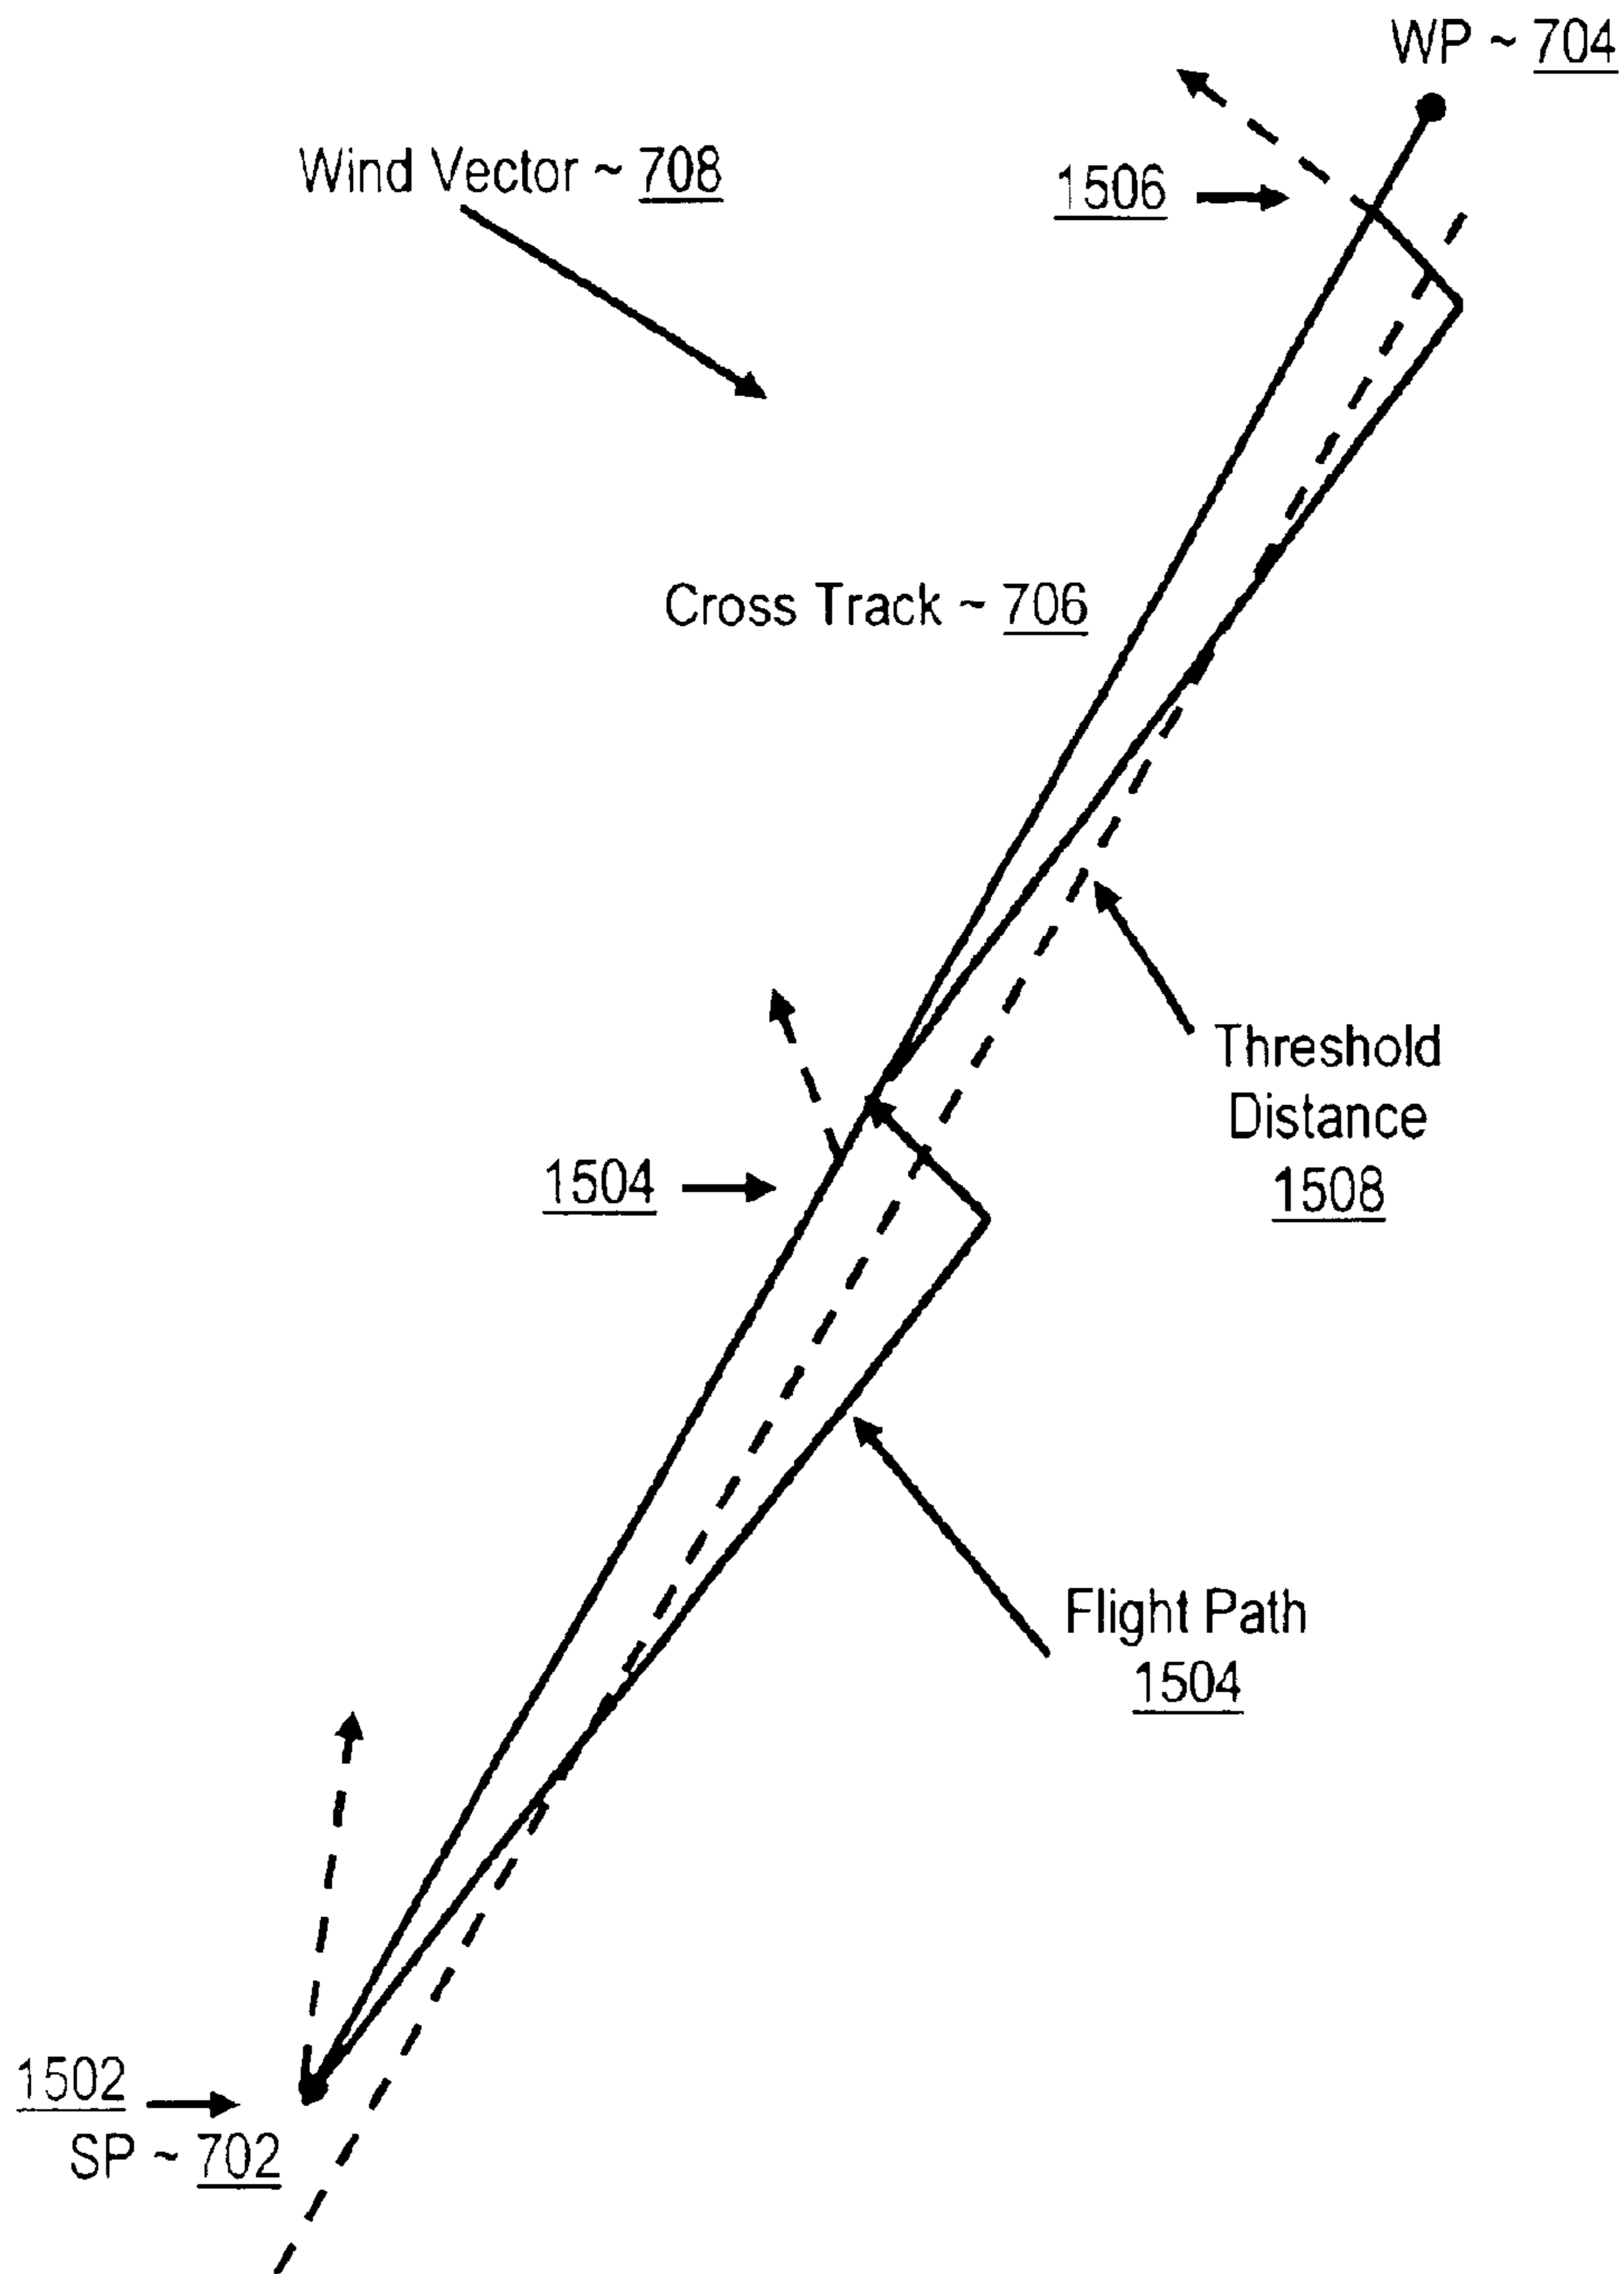 WP ~ 704
Wind Vector ~ 708
1506
Cross Track ~ 706
Threshold
Distance
1508
1504
Flight Path
1504
1502
SP ~ 702